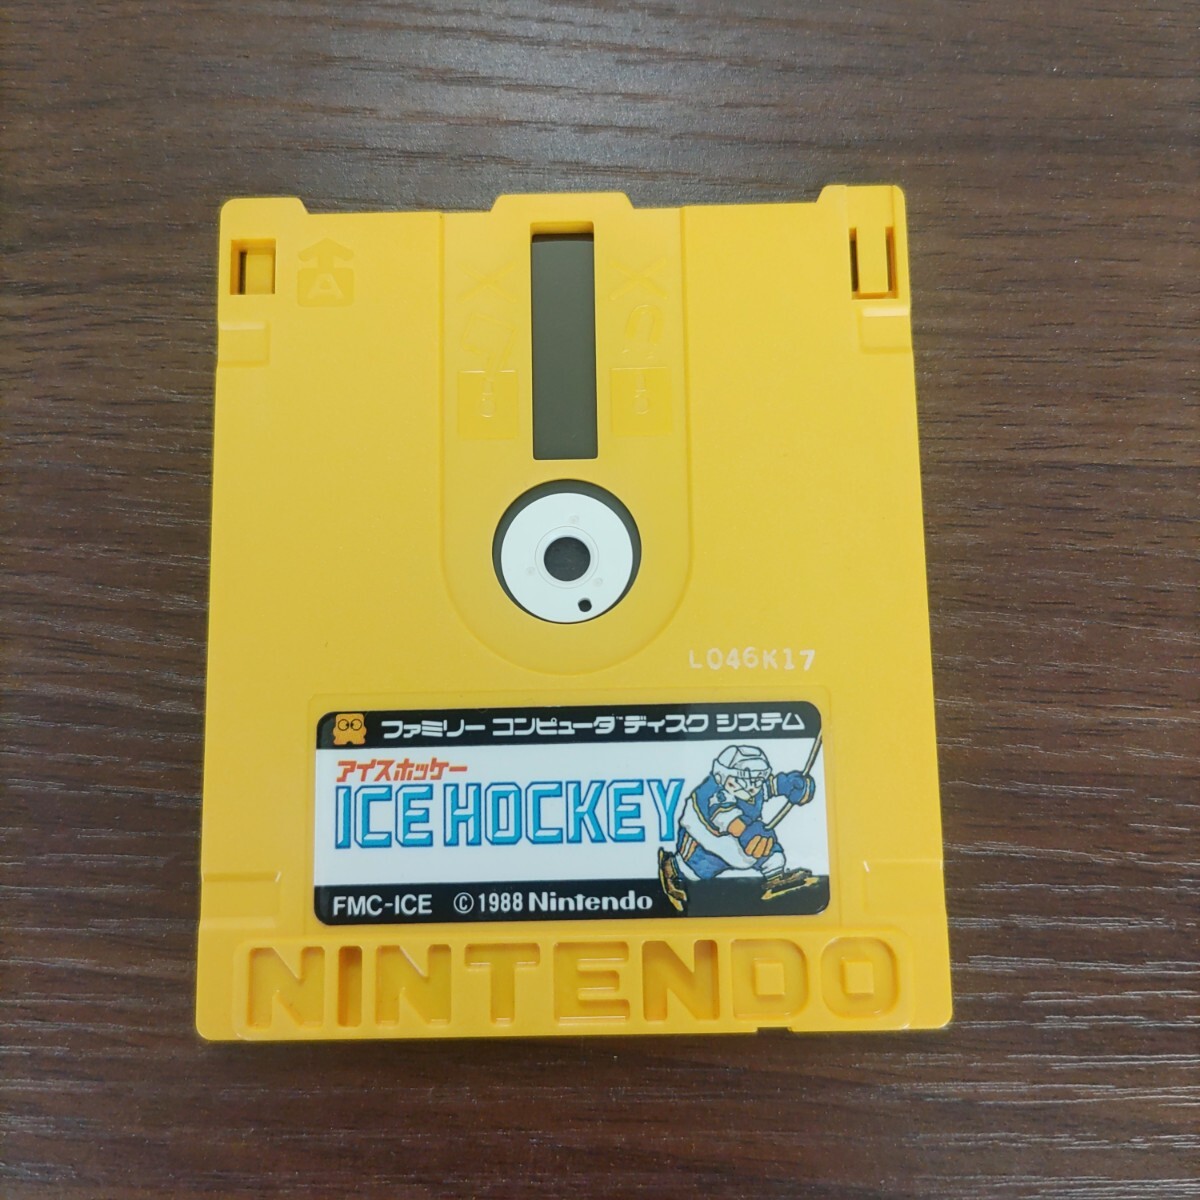 A
L046K17
ファミリー コンピュータ ディスク システム
アイスホッケー
ICE HOCKEY
FMC-ICE © 1988 Nintendo
NINTENDO